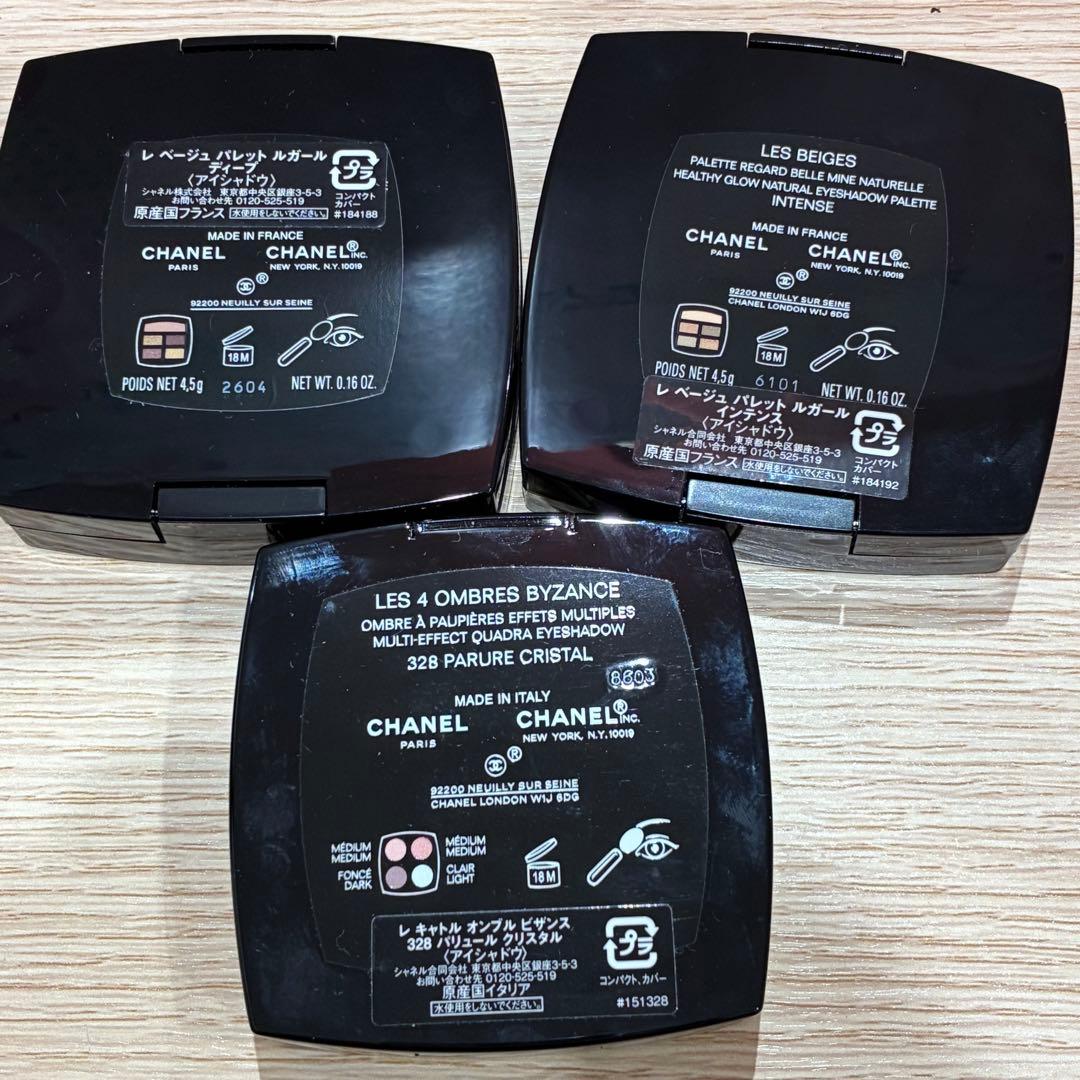 レ ベージュ パレット ルガール
ディープ
〈アイシャドウ〉
シャネル株式会社 東京都中央区銀座3-5-3
お問い合わせ先 0120-525-519
原産国フランス 水使用をしないでください。
プラ
コンパクト
カバー
#184188
MADE IN FRANCE
CHANEL CHANEL® INC.
PARIS NEW YORK, N.Y. 10019
®
92200 NEUILLY SUR SEINE
18M
POIDS NET 4,5g 2604 NET WT. 0.16 OZ.
LES BEIGES
PALETTE REGARD BELLE MINE NATURELLE
HEALTHY GLOW NATURAL EYESHADOW PALETTE
INTENSE
MADE IN FRANCE
CHANEL CHANEL® INC.
PARIS NEW YORK, N.Y. 10019
®
92200 NEUILLY SUR SEINE
CHANEL LONDON W1J 6DG
18M
POIDS NET 4,5g 6101 NET WT. 0.16 OZ.
レ ベージュ パレット ルガール
インテンス
〈アイシャドウ〉
シャネル合同会社 東京都中央区銀座3-5-3
お問い合わせ先 0120-525-519
原産国フランス 水使用をしないでください。
プラ
コンパクト
カバー
#184192
LES 4 OMBRES BYZANCE
OMBRE À PAUPIÈRES EFFETS MULTIPLES
MULTI-EFFECT QUADRA EYESHADOW
328 PARURE CRISTAL
8603
MADE IN ITALY
CHANEL CHANEL® INC.
PARIS NEW YORK, N.Y. 10019
®
92200 NEUILLY SUR SEINE
CHANEL LONDON W1J 6DG
MÉDIUM MÉDIUM
MEDIUM MEDIUM
FONCÉ CLAIR
DARK LIGHT
18M
レ キャトル オンブル ビザンス
328 パリュール クリスタル
〈アイシャドウ〉
シャネル合同会社 東京都中央区銀座3-5-3
お問い合わせ先 0120-525-519
原産国イタリア
水使用をしないでください。
プラ
コンパクト、カバー
#151328